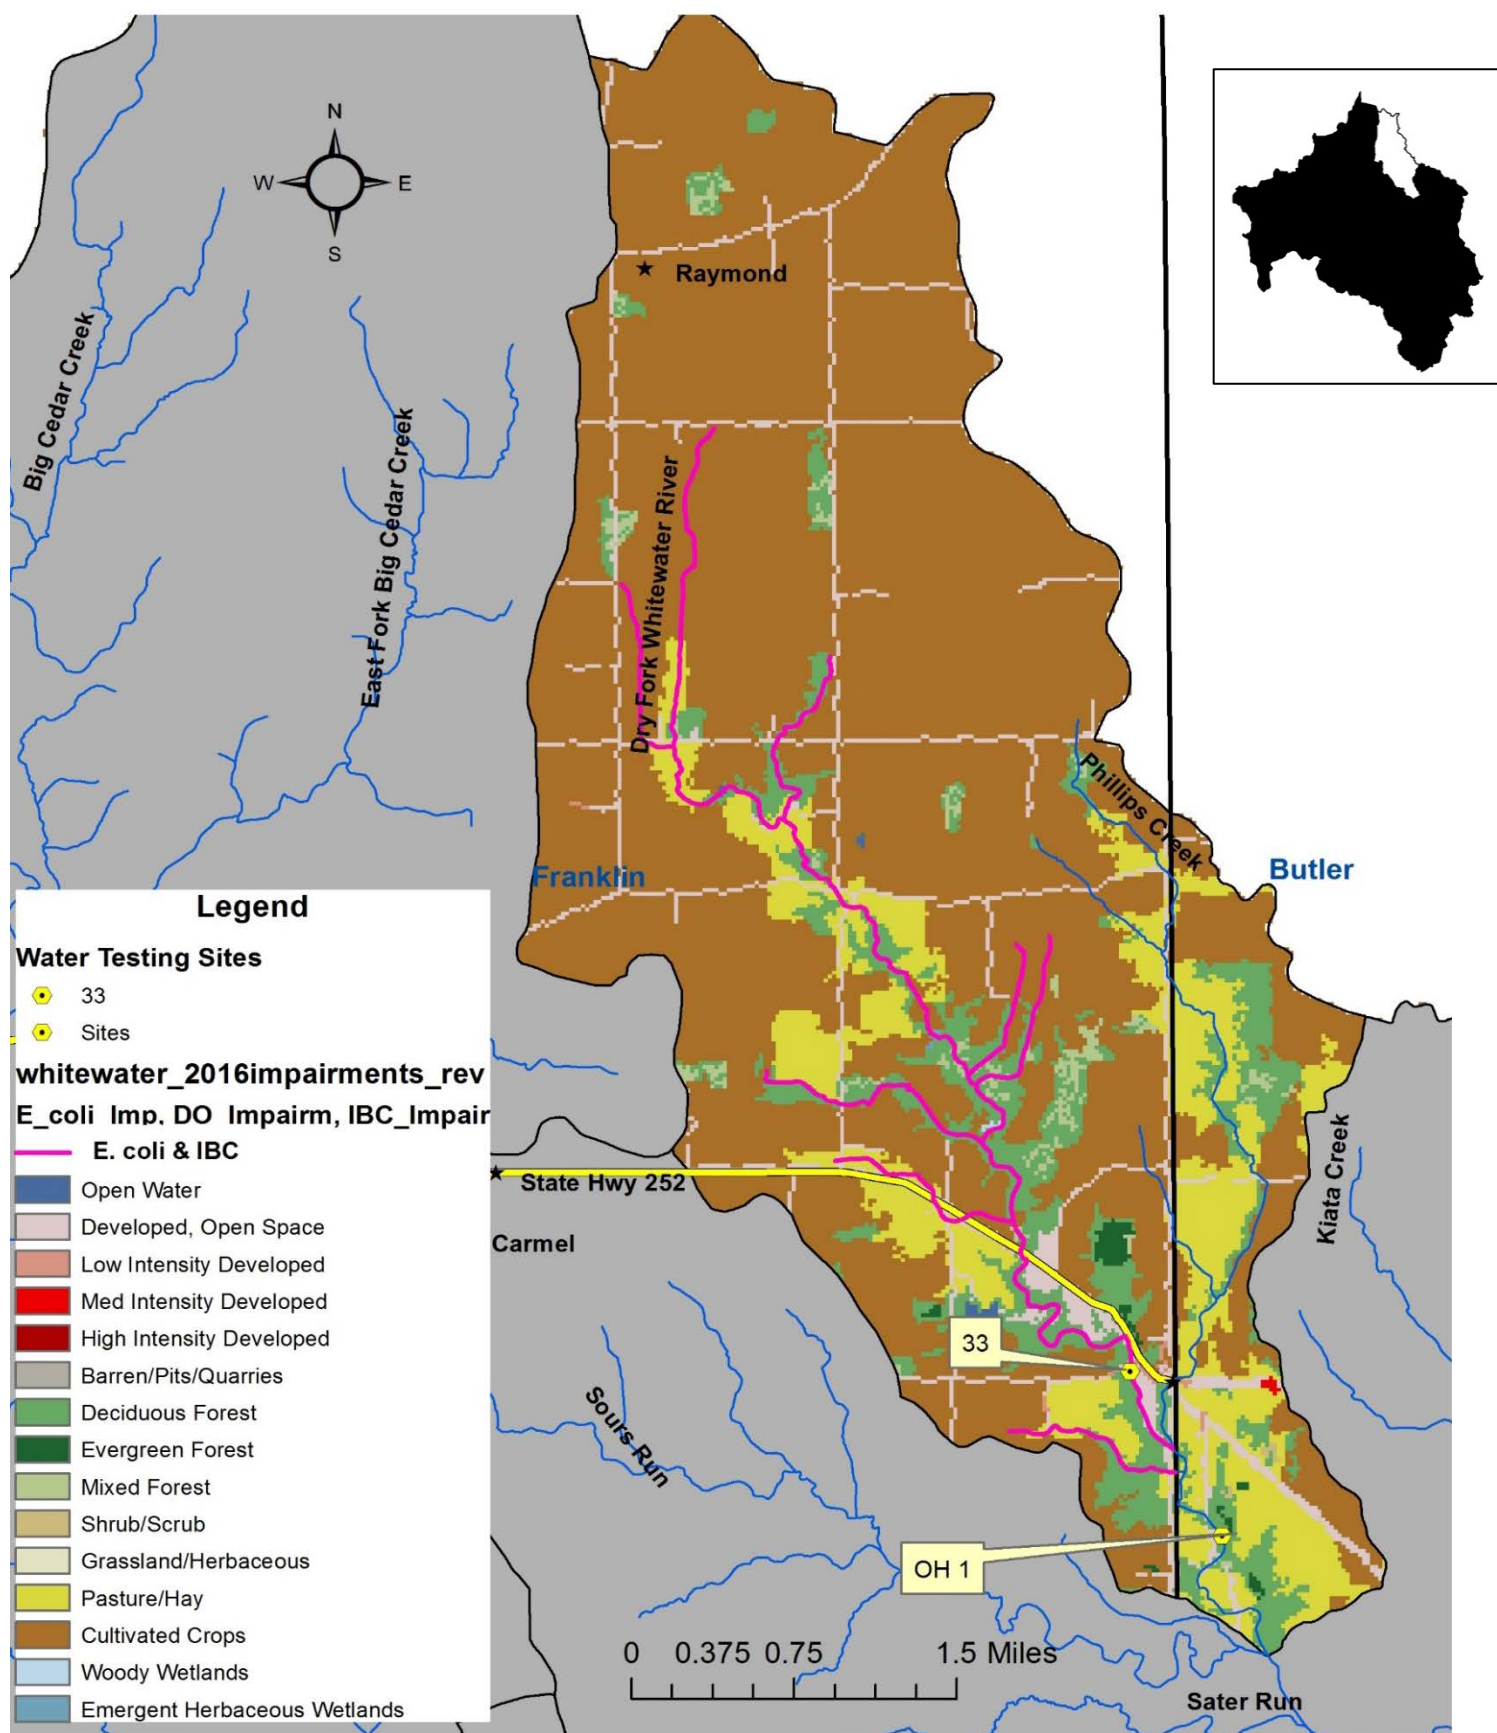 N
W
E
S
Raymond
Big Cedar Creek
East Fork Big Cedar Creek
Dry Fork Whitewater River
Phillips Creek
Franklin
Butler
Legend
Water Testing Sites
33
Sites
whitewater_2016impairments_rev
E_coli_Imp, DO_Impairm, IBC_Impair
E. coli & IBC
Open Water
Developed, Open Space
Low Intensity Developed
Med Intensity Developed
High Intensity Developed
Barren/Pits/Quarries
Deciduous Forest
Evergreen Forest
Mixed Forest
Shrub/Scrub
Grassland/Herbaceous
Pasture/Hay
Cultivated Crops
Woody Wetlands
Emergent Herbaceous Wetlands
State Hwy 252
Carmel
Kiata Creek
33
Sours Run
OH 1
0 0.375 0.75 1.5 Miles
Sater Run